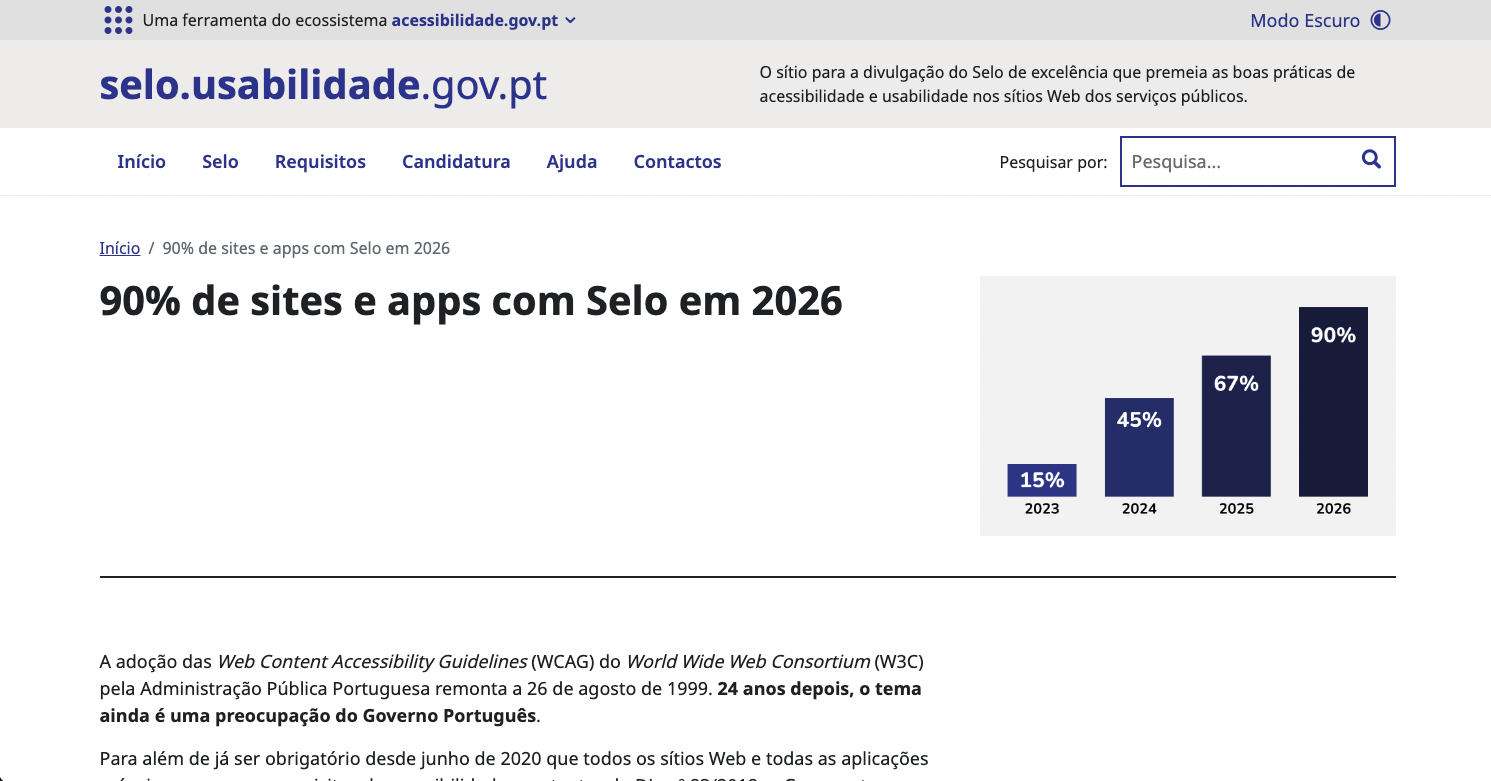 Uma ferramenta do ecossistema acessibilidade.gov.pt
Modo Escuro
selo.usabilidade.gov.pt
O sítio para a divulgação do Selo de excelência que premeia as boas práticas de
acessibilidade e usabilidade nos sítios Web dos serviços públicos.
Início Selo Requisitos Candidatura Ajuda Contactos
Pesquisar por: Pesquisa...
Início / 90% de sites e apps com Selo em 2026
90% de sites e apps com Selo em 2026
90%
67%
45%
15%
2023 2024 2025 2026
A adoção das Web Content Accessibility Guidelines (WCAG) do World Wide Web Consortium (W3C)
pela Administração Pública Portuguesa remonta a 26 de agosto de 1999. 24 anos depois, o tema
ainda é uma preocupação do Governo Português.
Para além de já ser obrigatório desde junho de 2020 que todos os sítios Web e todas as aplicações